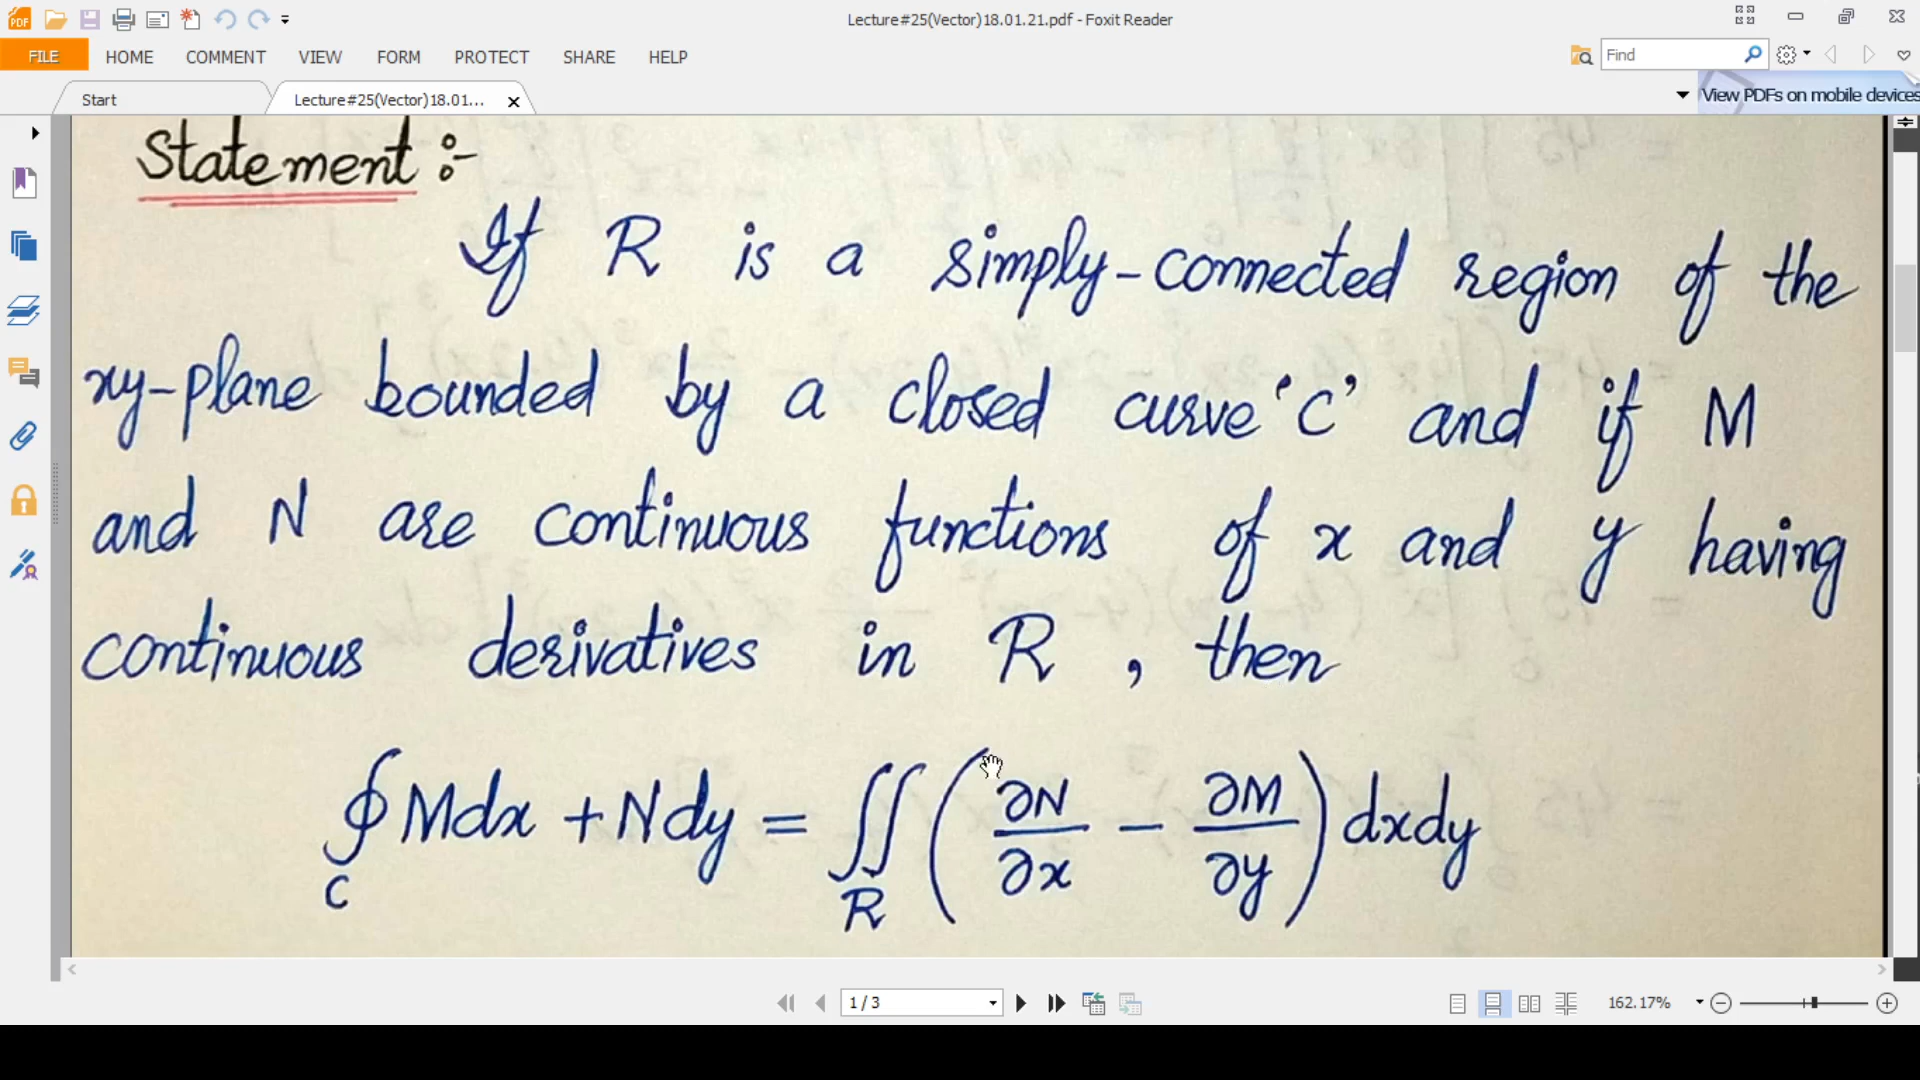 Lecture#25(Vector)18.01.21.pdf - Foxit Reader
FILE HOME COMMENT VIEW FORM PROTECT SHARE HELP
Find
Start Lecture#25(Vector)18.01...
View PDFs on mobile devices
Statement :-
If R is a simply-connected region of the
xy-plane bounded by a closed curve 'C' and if M
and N are continuous functions of x and y having
continuous derivatives in R , then
∮_C Mdx + Ndy = ∬_R (∂N/∂x − ∂M/∂y) dxdy
1 / 3
162.17%